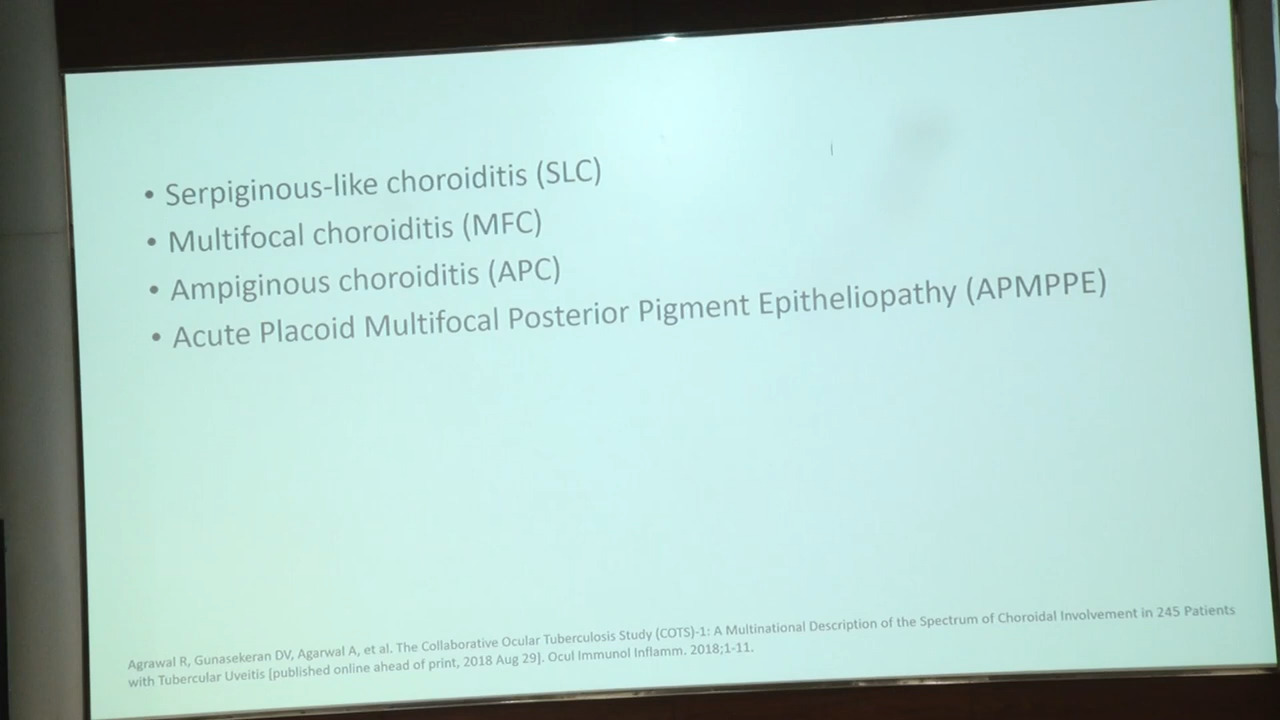 • Serpiginous-like choroiditis (SLC)
• Multifocal choroiditis (MFC)
• Ampiginous choroiditis (APC)
• Acute Placoid Multifocal Posterior Pigment Epitheliopathy (APMPPE)
Agrawal R, Gunasekeran DV, Agarwal A, et al. The Collaborative Ocular Tuberculosis Study (COTS)-1: A Multinational Description of the Spectrum of Choroidal Involvement in 245 Patients
with Tubercular Uveitis [published online ahead of print, 2018 Aug 29]. Ocul Immunol Inflamm. 2018;1-11.